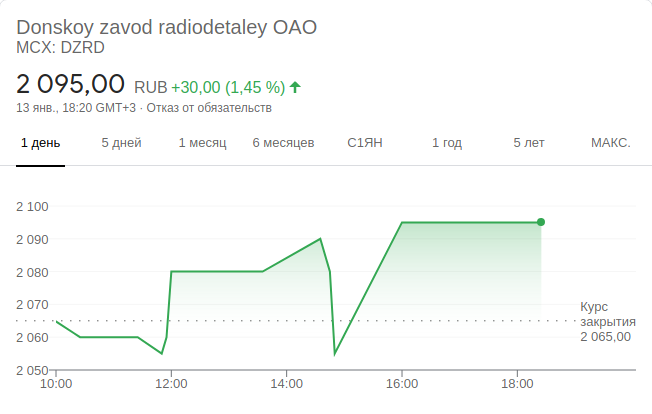 Donskoy zavod radiodetaley OAO
MCX: DZRD
2 095,00 RUB +30,00 (1,45 %)
13 янв., 18:20 GMT+3 · Отказ от обязательств
1 день 5 дней 1 месяц 6 месяцев С1ЯН 1 год 5 лет МАКС.
2 100
2 090
2 080
2 070
2 060
2 050
Курс
закрытия
2 065,00
10:00 12:00 14:00 16:00 18:00